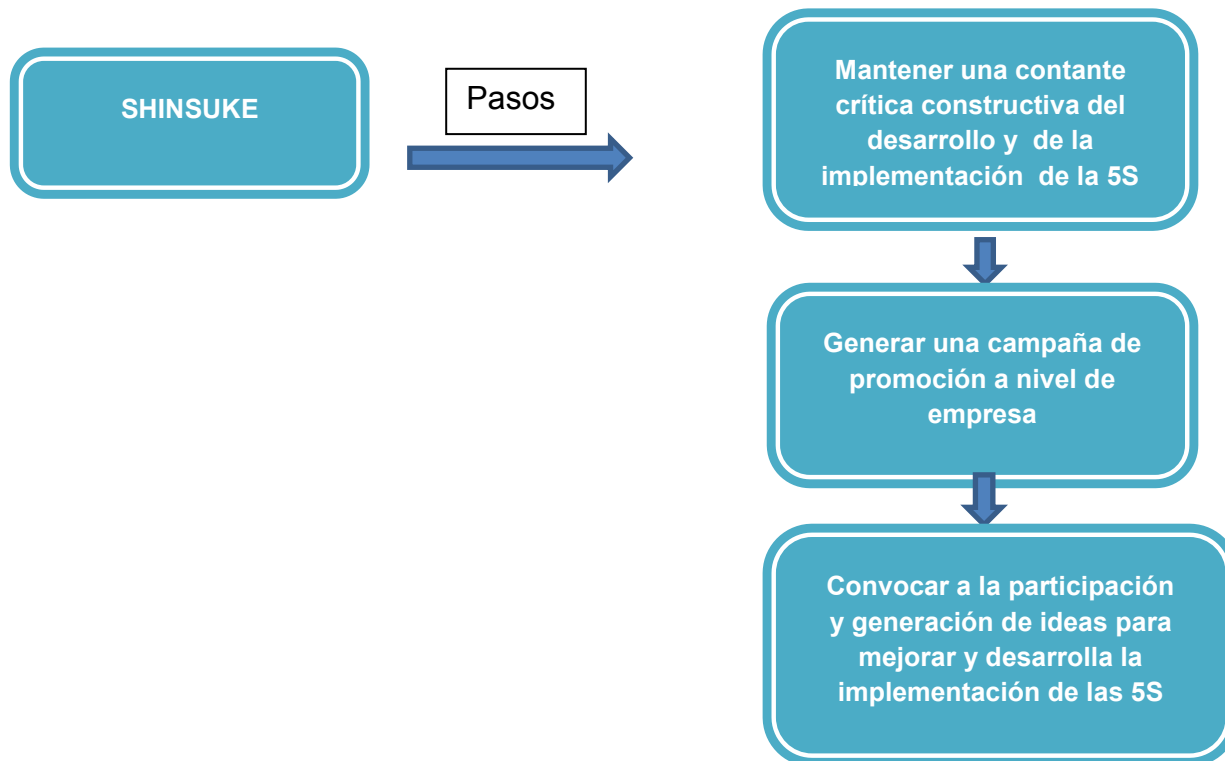 SHINSUKE
Pasos
Mantener una contante
crítica constructiva del
desarrollo y de la
implementación de la 5S
Generar una campaña de
promoción a nivel de
empresa
Convocar a la participación
y generación de ideas para
mejorar y desarrolla la
implementación de las 5S